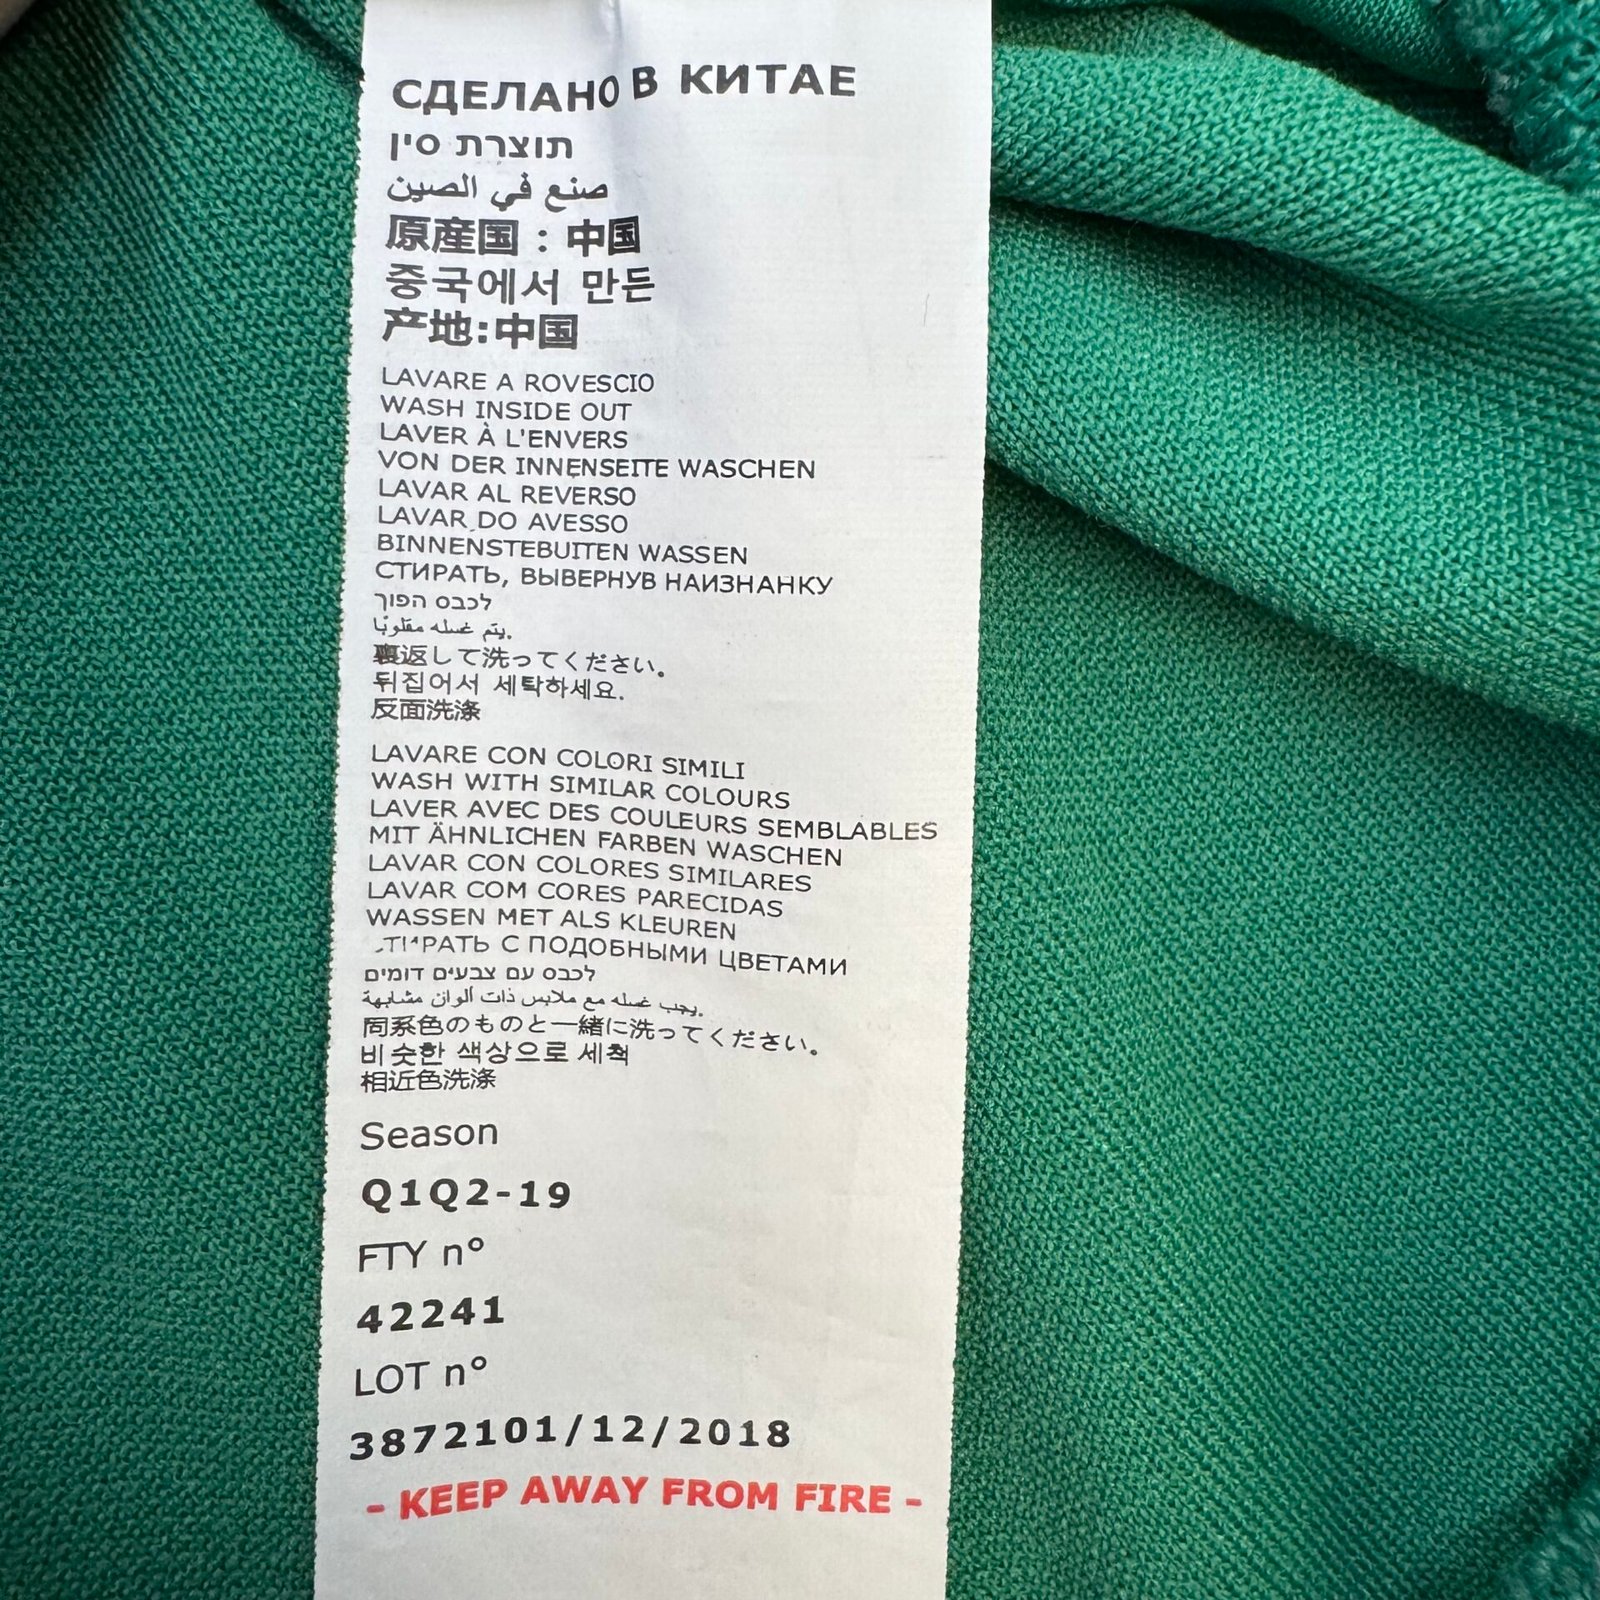 СДЕЛАНО В КИТАЕ
תוצרת סין
صنع في الصين
原産国：中国
중국에서 만든
产地:中国
LAVARE A ROVESCIO
WASH INSIDE OUT
LAVER À L'ENVERS
VON DER INNENSEITE WASCHEN
LAVAR AL REVERSO
LAVAR DO AVESSO
BINNENSTEBUITEN WASSEN
СТИРАТЬ, ВЫВЕРНУВ НАИЗНАНКУ
לכבס הפוך
يتم غسله مقلوبًا.
裏返して洗ってください。
뒤집어서 세탁하세요.
反面洗涤
LAVARE CON COLORI SIMILI
WASH WITH SIMILAR COLOURS
LAVER AVEC DES COULEURS SEMBLABLES
MIT ÄHNLICHEN FARBEN WASCHEN
LAVAR CON COLORES SIMILARES
LAVAR COM CORES PARECIDAS
WASSEN MET ALS KLEUREN
СТИРАТЬ С ПОДОБНЫМИ ЦВЕТАМИ
לכבס עם צבעים דומים
يجب غسله مع ملابس ذات ألوان مشابهة.
同系色のものと一緒に洗ってください。
비슷한 색상으로 세척
相近色洗涤
Season
Q1Q2-19
FTY n°
42241
LOT n°
3872101/12/2018
- KEEP AWAY FROM FIRE -